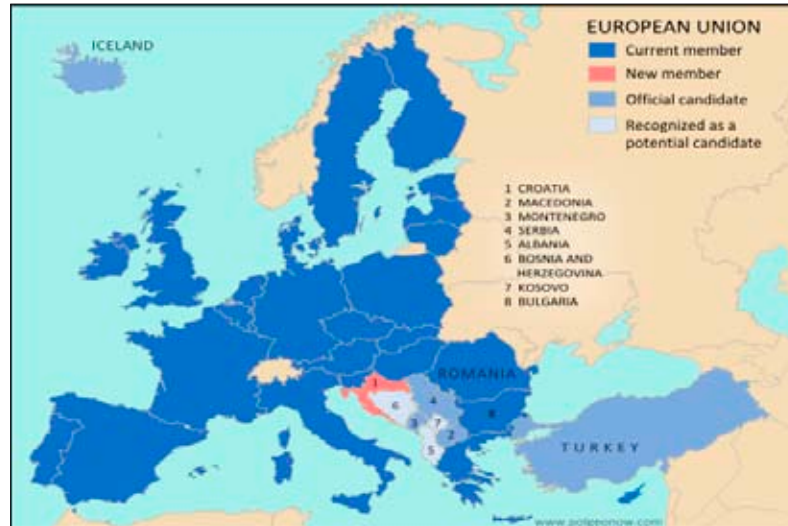 ICELAND
EUROPEAN UNION
Current member
New member
Official candidate
Recognized as a
potential candidate
1 CROATIA
2 MACEDONIA
3 MONTENEGRO
4 SERBIA
5 ALBANIA
6 BOSNIA AND
HERZEGOVINA
7 KOSOVO
8 BULGARIA
ROMANIA
1
4
6
8
7
3
2
5
TURKEY
www.polgeonow.com